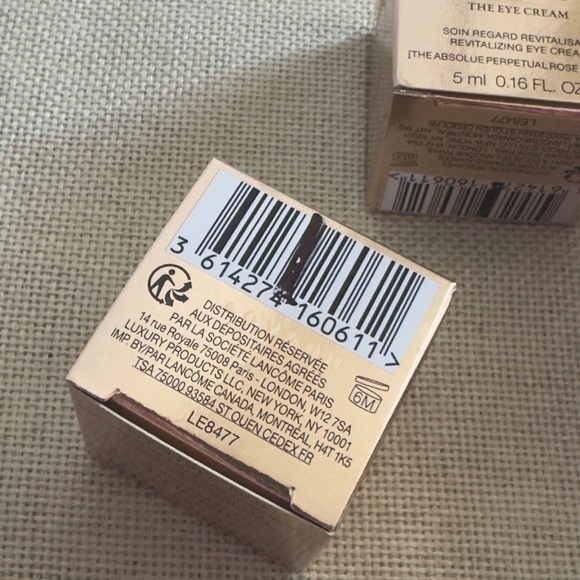 THE EYE CREAM
SOIN REGARD REVITALISA
REVITALIZING EYE CREA
[THE ABSOLUE PERPETUAL ROSE
5 ml 0.16 FL. OZ
LE8477
160611>
3 614274 160611 >
DISTRIBUTION RÉSERVÉE
AUX DÉPOSITAIRES AGRÉÉS
PAR LA SOCIÉTÉ LANCÔME PARIS
14 rue Royale 75008 Paris - LONDON, W12 7SA
LUXURY PRODUCTS LLC, NEW YORK, NY 10001
IMP. BY/PAR LANCÔME CANADA, MONTRÉAL, H4T 1K5
TSA 75000 93584 ST.OUEN CEDEX FR
6M
LE8477